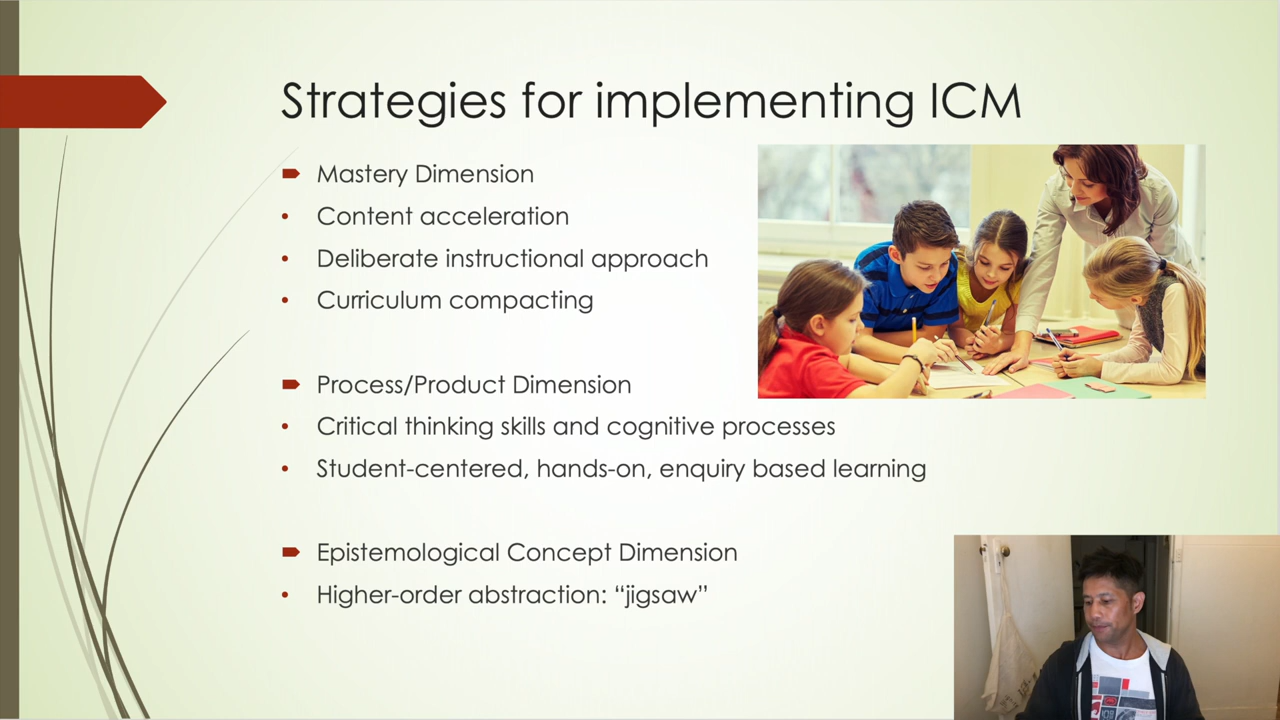 Strategies for implementing ICM
Mastery Dimension
• Content acceleration
• Deliberate instructional approach
• Curriculum compacting
Process/Product Dimension
• Critical thinking skills and cognitive processes
• Student-centered, hands-on, enquiry based learning
Epistemological Concept Dimension
• Higher-order abstraction: “jigsaw”